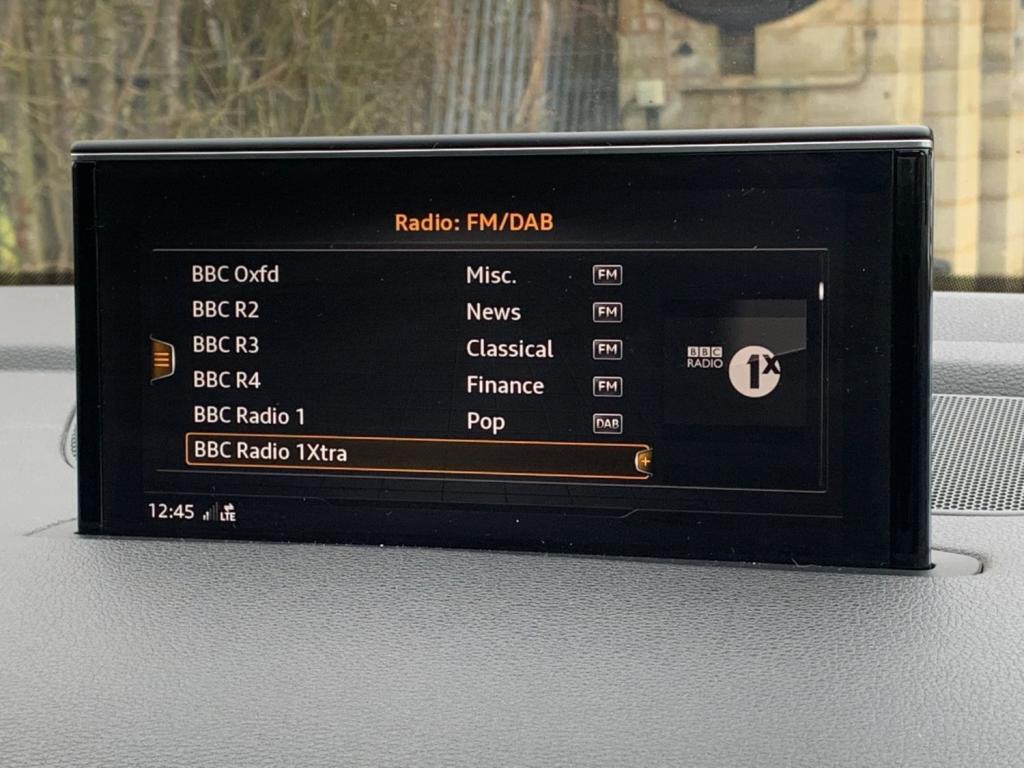 Radio: FM/DAB
BBC Oxfd Misc. FM
BBC R2 News FM
BBC R3 Classical FM
BBC R4 Finance FM
BBC Radio 1 Pop DAB
BBC Radio 1Xtra +
BBC
RADIO 1X
12:45 LTE